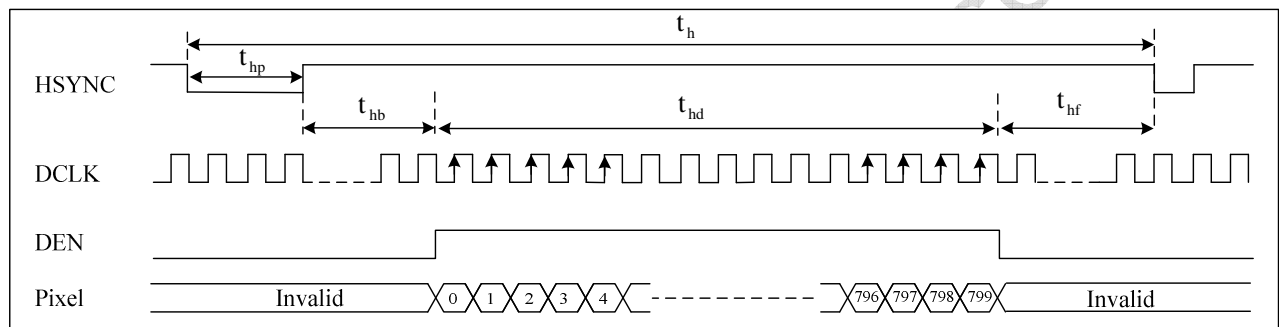 t_h
t_hp
HSYNC
t_hb
t_hd
t_hf
DCLK
DEN
Pixel
Invalid
0 1 2 3 4
796 797 798 799
Invalid